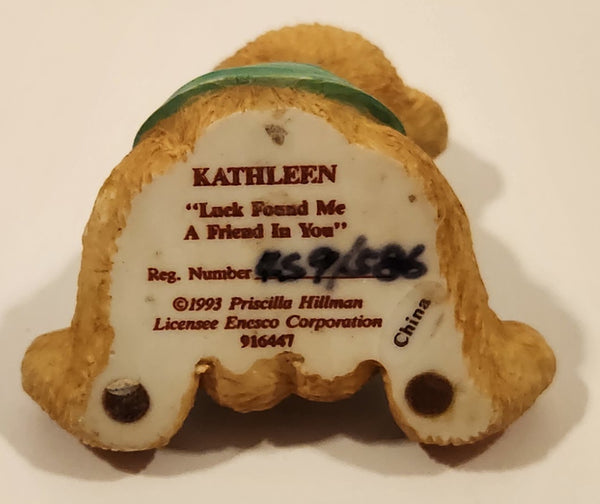 KATHLEEN
“Luck Found Me
A Friend In You”
Reg. Number
©1993 Priscilla Hillman
Licensee Enesco Corporation
916447
China